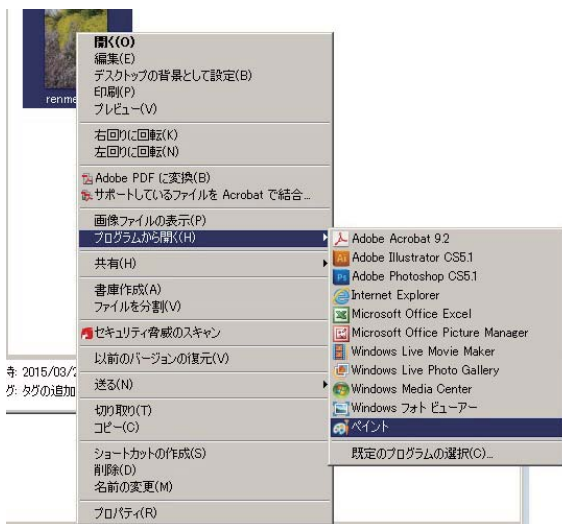 renme
開く(O)
編集(E)
デスクトップの背景として設定(B)
印刷(P)
プレビュー(V)
右回りに回転(K)
左回りに回転(N)
Adobe PDF に変換(B)
サポートしているファイルを Acrobat で結合...
画像ファイルの表示(P)
プログラムから開く(H)
共有(H)
書庫作成(A)
ファイルを分割(V)
セキュリティ脅威のスキャン
以前のバージョンの復元(V)
送る(N)
切り取り(T)
コピー(C)
ショートカットの作成(S)
削除(D)
名前の変更(M)
プロパティ(R)
Adobe Acrobat 9.2
Adobe Illustrator CS5.1
Adobe Photoshop CS5.1
Internet Explorer
Microsoft Office Excel
Microsoft Office Picture Manager
Windows Live Movie Maker
Windows Live Photo Gallery
Windows Media Center
Windows フォト ビューアー
ペイント
既定のプログラムの選択(C)...
時: 2015/03/2
グ: タグの追加